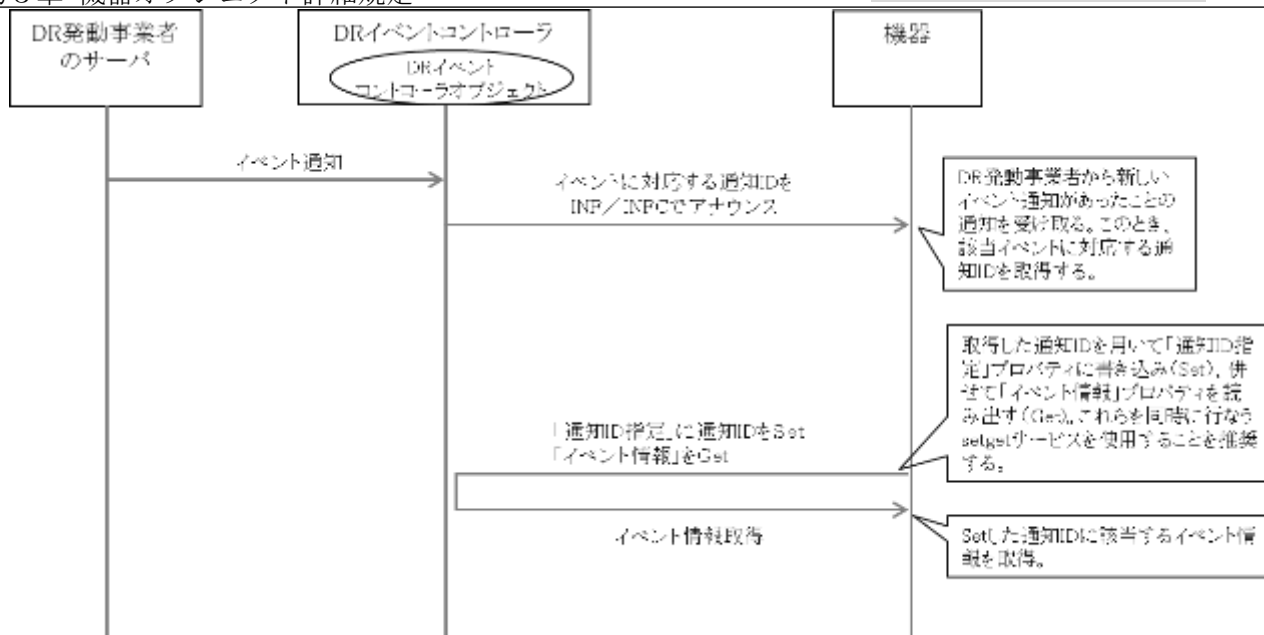 DR発動事業者
のサーバ
DRイベントコントローラ
DRイベント
コントローラオブジェクト
機器
イベント通知
イベントに対応する通知IDを
INF/INFCでアナウンス
DR発動事業者から新しい
イベント通知があったことの
通知を受け取る。このとき、
該当イベントに対応する通
知IDを取得する。
取得した通知IDを用いて「通知ID指
定」プロパティに書き込み(Set)、併
せて「イベント情報」プロパティを読
み出す(Get)。これらを同時に行なう
setgetサービスを使用することを推奨
する。
「通知ID指定」に通知IDをSet
「イベント情報」をGet
イベント情報取得
Setした通知IDに該当するイベント情
報を取得。